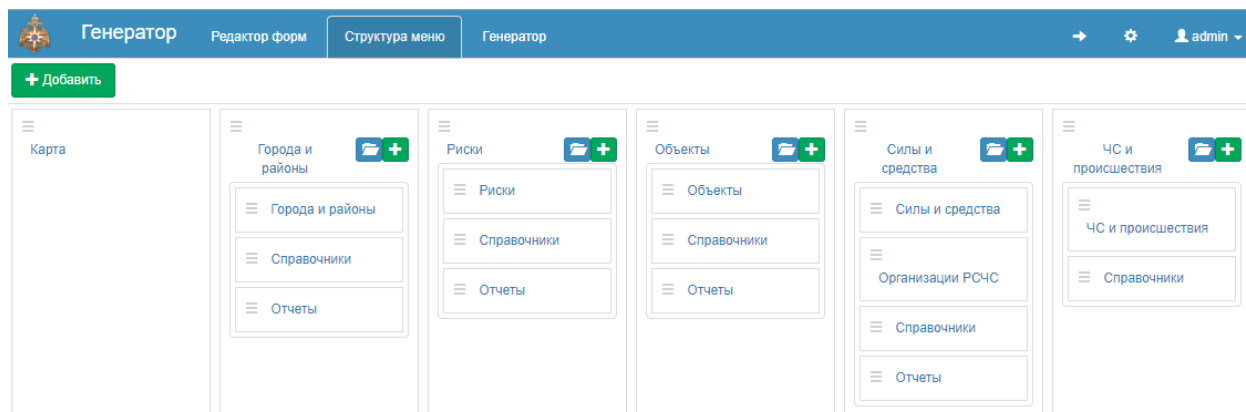 Генератор
Редактор форм
Структура меню
Генератор
admin
Добавить
Карта
Города и
районы
Города и районы
Справочники
Отчеты
Риски
Риски
Справочники
Отчеты
Объекты
Объекты
Справочники
Отчеты
Силы и
средства
Силы и средства
Организации РСЧС
Справочники
Отчеты
ЧС и
происшествия
ЧС и происшествия
Справочники